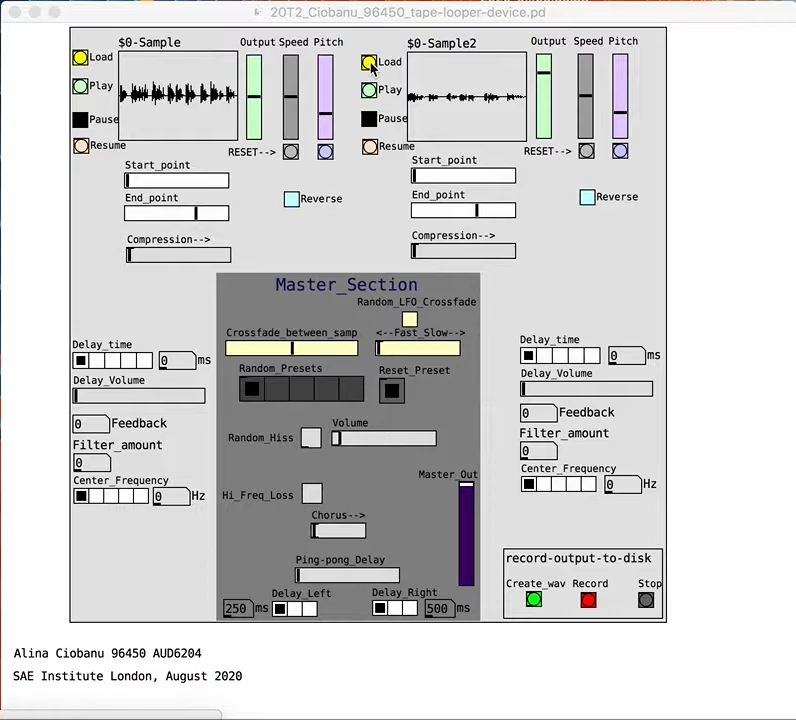 20T2_Ciobanu_96450_tape-looper-device.pd
$0-Sample
Output Speed Pitch
Load
Play
Pause
Resume
RESET-->
Start_point
End_point
Reverse
Compression-->
$0-Sample2
Output Speed Pitch
Load
Play
Pause
Resume
RESET-->
Start_point
End_point
Reverse
Compression-->
Master_Section
Random_LFO_Crossfade
Crossfade_between_samp
<--Fast_Slow-->
Random_Presets
Reset_Preset
Random_Hiss
Volume
Master_Out
Hi_Freq_Loss
Chorus-->
Ping-pong_Delay
Delay_Left
Delay_Right
250 ms
500 ms
Delay_time
0 ms
Delay_Volume
0 Feedback
Filter_amount
0
Center_Frequency
0 Hz
Delay_time
0 ms
Delay_Volume
0 Feedback
Filter_amount
0
Center_Frequency
0 Hz
record-output-to-disk
Create_wav Record Stop
Alina Ciobanu 96450 AUD6204
SAE Institute London, August 2020